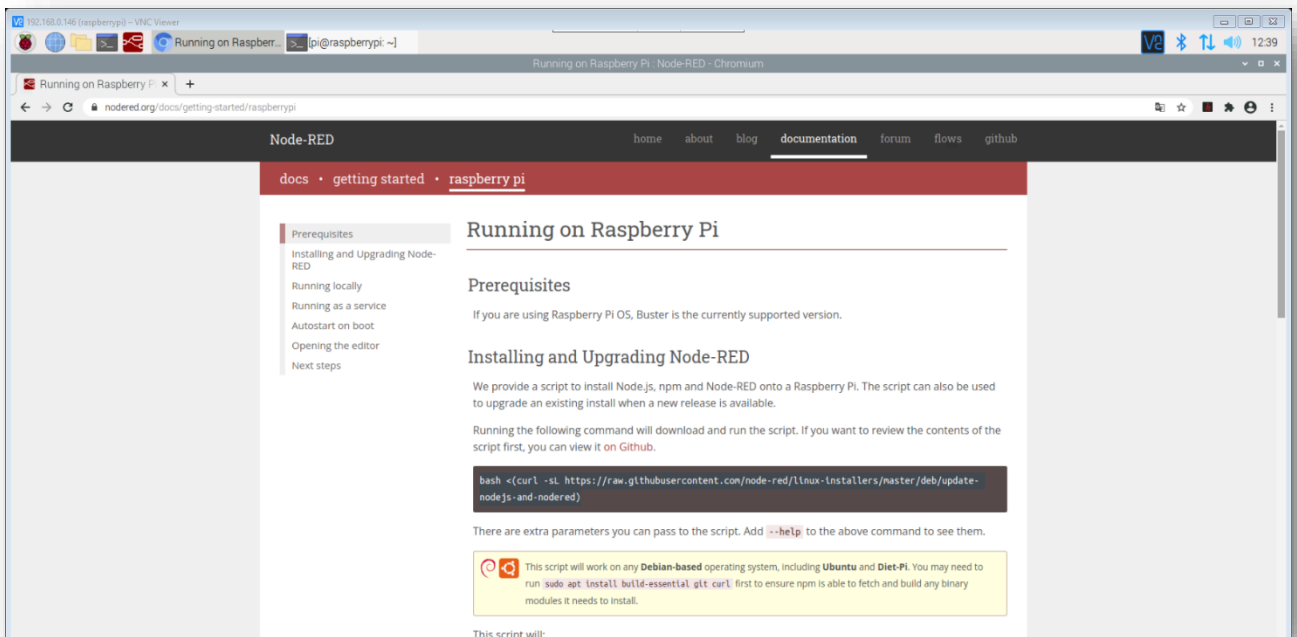 192.168.0.146 (raspberrypi) – VNC Viewer
Running on Raspberr... [pi@raspberrypi: ~] 12:39
Running on Raspberry Pi : Node-RED - Chromium
Running on Raspberry P
nodered.org/docs/getting-started/raspberrypi
Node-RED home about blog documentation forum flows github
docs • getting started • raspberry pi
Prerequisites
Installing and Upgrading Node-
RED
Running locally
Running as a service
Autostart on boot
Opening the editor
Next steps
Running on Raspberry Pi
Prerequisites
If you are using Raspberry Pi OS, Buster is the currently supported version.
Installing and Upgrading Node-RED
We provide a script to install Node.js, npm and Node-RED onto a Raspberry Pi. The script can also be used
to upgrade an existing install when a new release is available.
Running the following command will download and run the script. If you want to review the contents of the
script first, you can view it on Github.
bash <(curl -sL https://raw.githubusercontent.com/node-red/linux-installers/master/deb/update-
nodejs-and-nodered)
There are extra parameters you can pass to the script. Add --help to the above command to see them.
This script will work on any Debian-based operating system, including Ubuntu and Diet-Pi. You may need to
run sudo apt install build-essential git curl first to ensure npm is able to fetch and build any binary
modules it needs to install.
This script will: